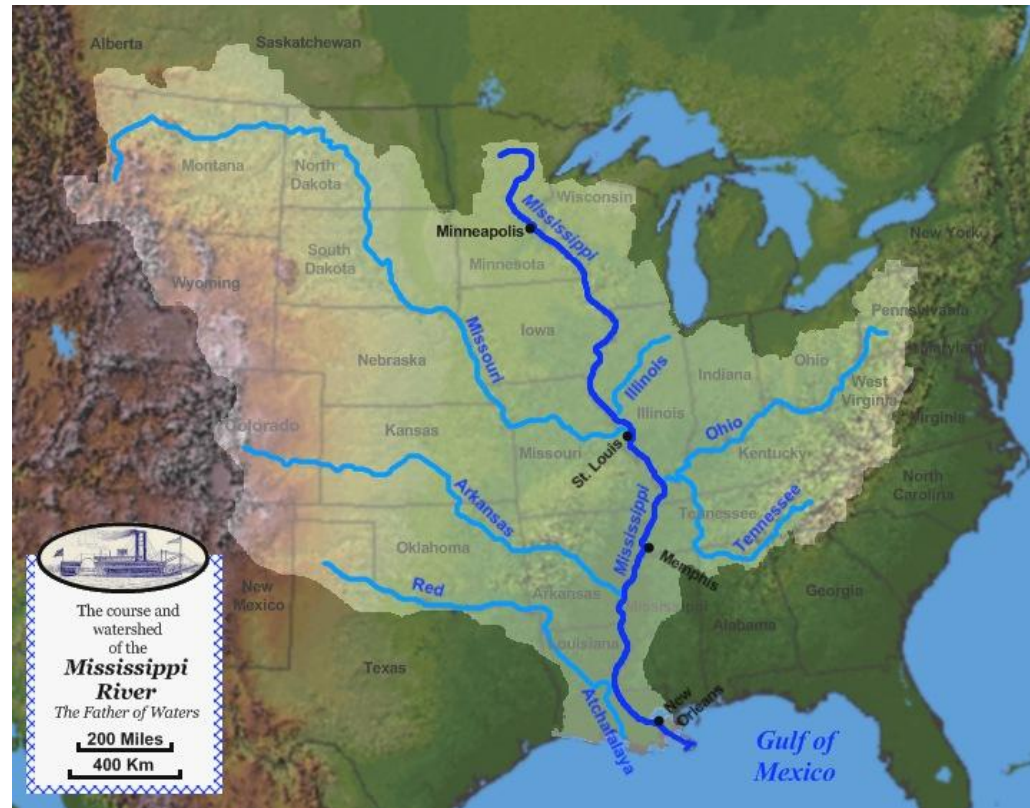 Alberta
Saskatchewan
Montana
North
Dakota
Mississippi
Wisconsin
Minneapolis
New York
South
Dakota
Minnesota
Wyoming
Pennsylvania
Missouri
Iowa
Ohio
Maryland
Nebraska
Illinois
Indiana
West
Virginia
Virginia
Illinois
Colorado
Kansas
Ohio
Missouri
St. Louis
Kentucky
North
Carolina
Arkansas
Mississippi
Tennessee
Tennessee
Oklahoma
Memphis
Red
New
Mexico
Arkansas
Mississippi
Georgia
Alabama
Louisiana
Texas
Atchafalaya
New
Orleans
Gulf of
Mexico
The course and
watershed
of the
Mississippi
River
The Father of Waters
200 Miles
400 Km